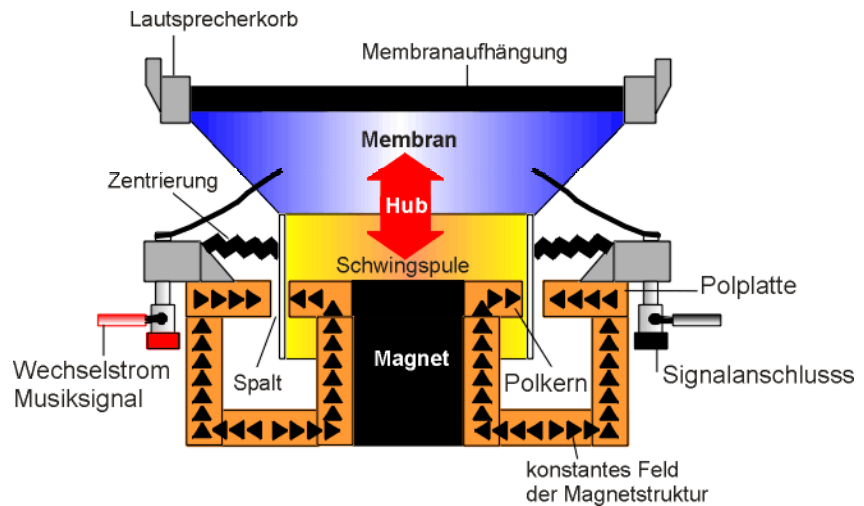 Lautsprecherkorb
Membranaufhängung
Membran
Zentrierung
Hub
Schwingspule
Polplatte
Magnet
Wechselstrom
Musiksignal
Spalt
Polkern
Signalanschlusss
konstantes Feld
der Magnetstruktur